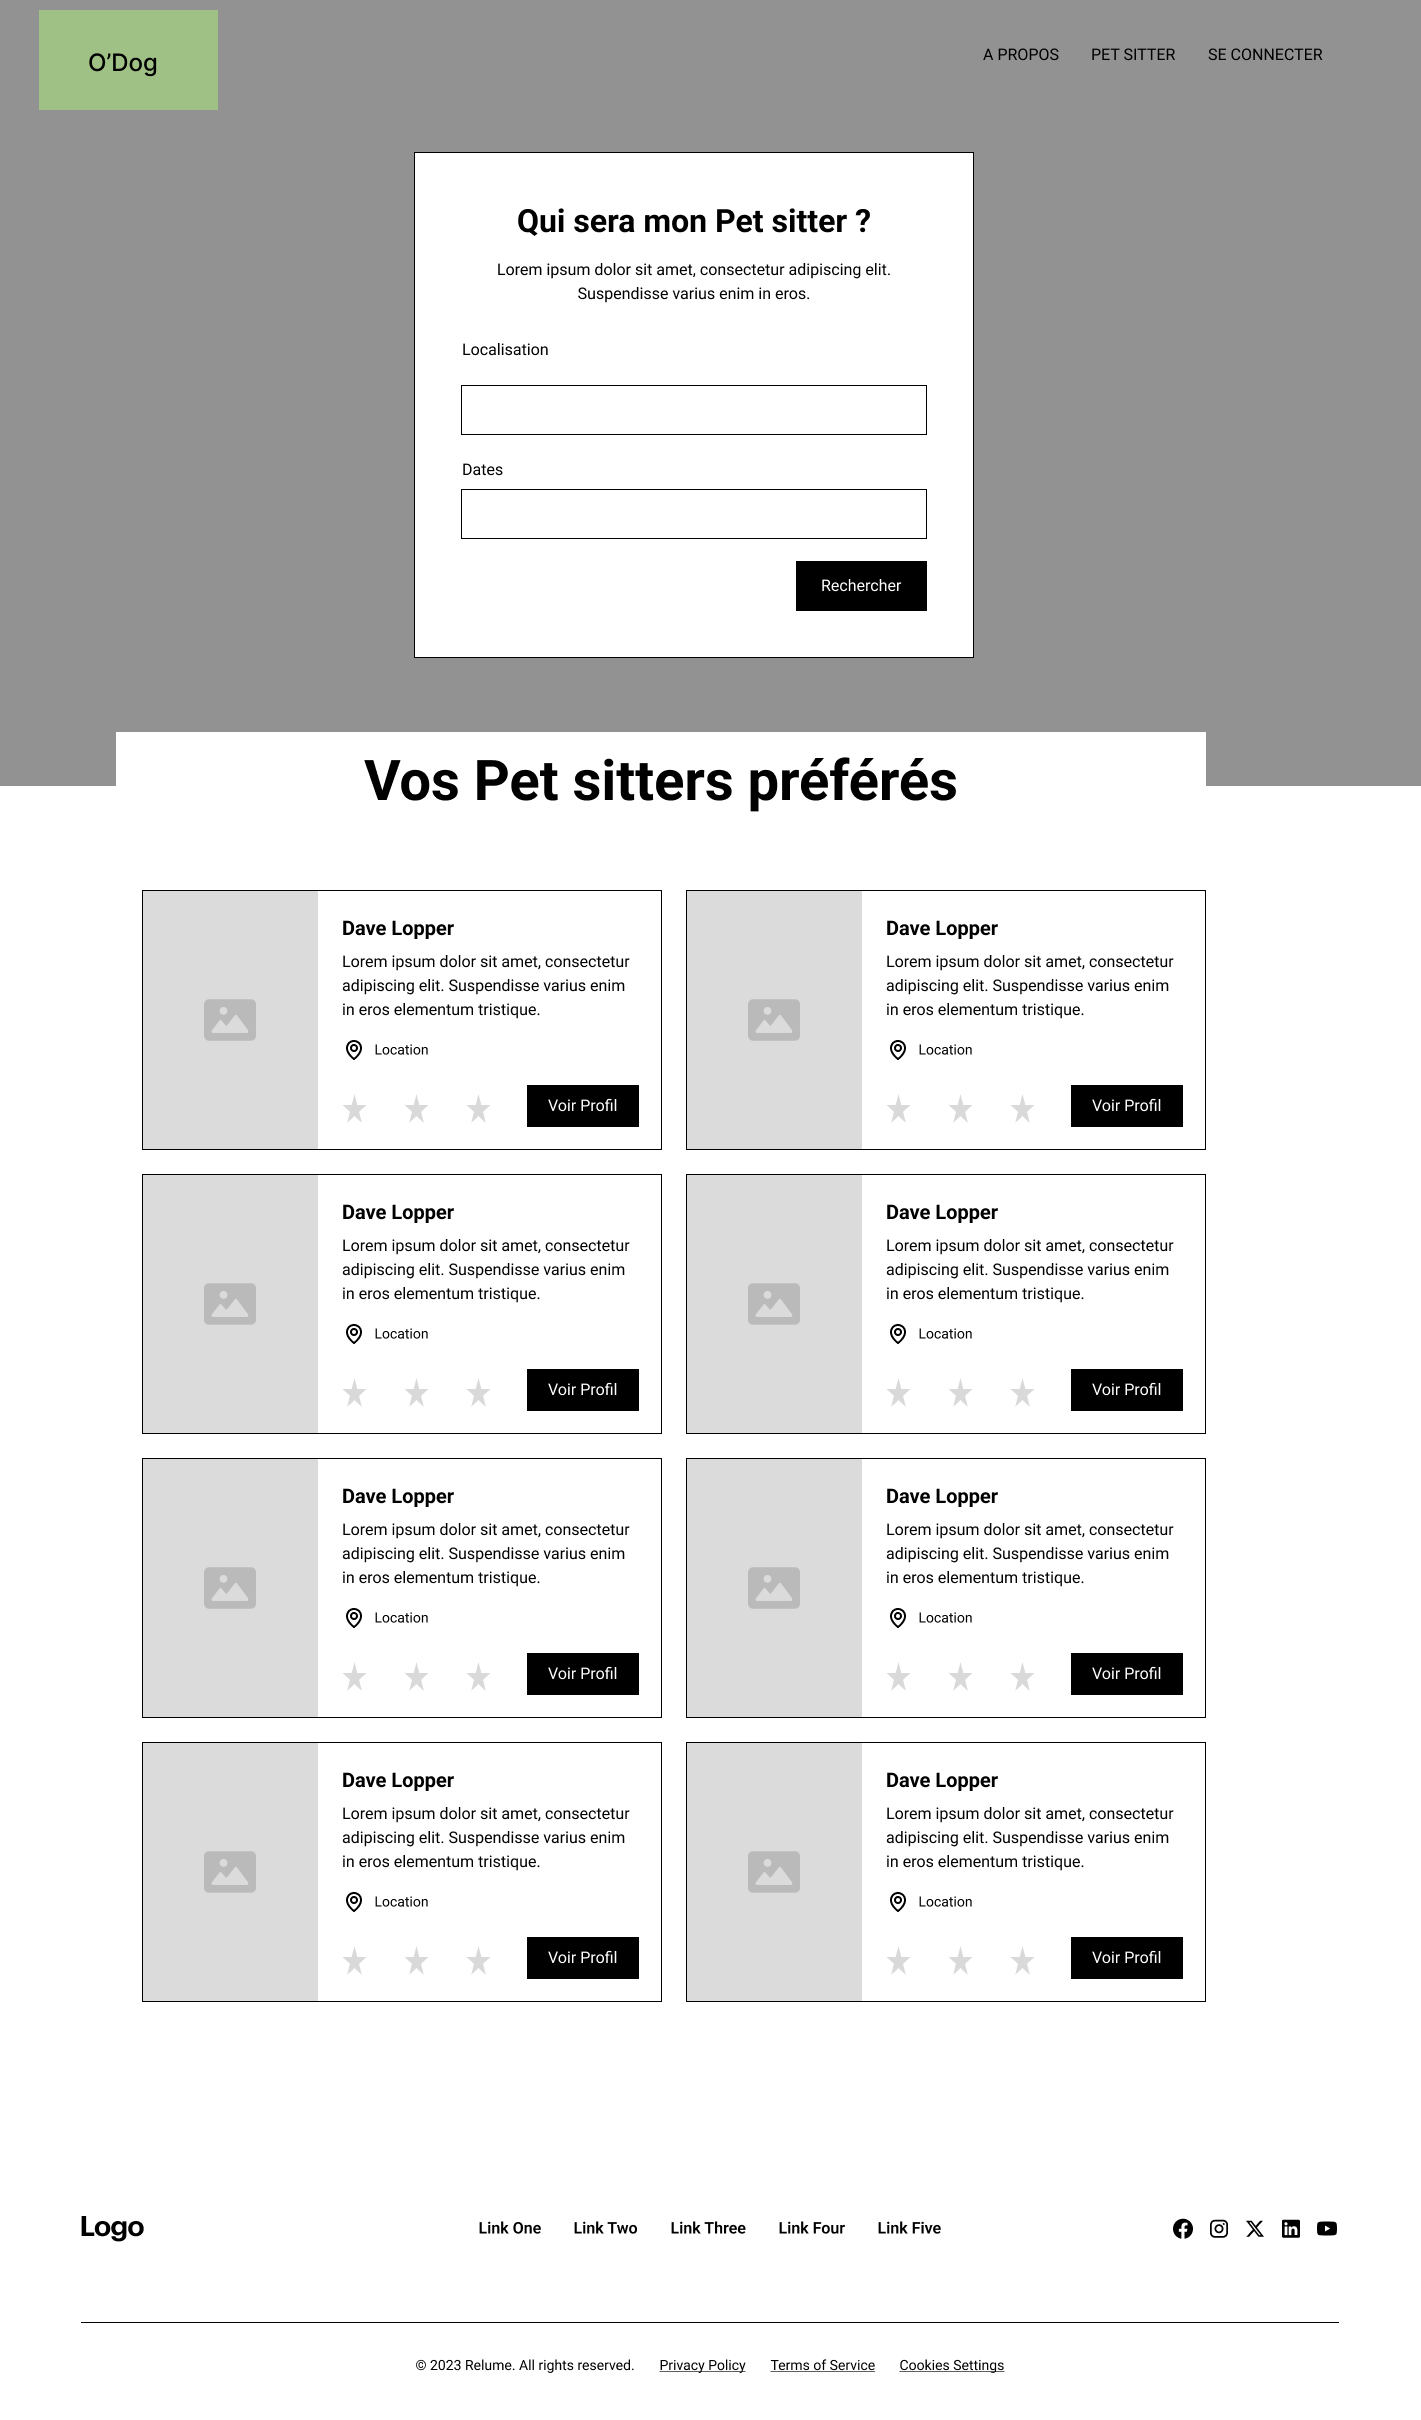 O’Dog
A PROPOS PET SITTER SE CONNECTER
Qui sera mon Pet sitter ?
Lorem ipsum dolor sit amet, consectetur adipiscing elit.
Suspendisse varius enim in eros.
Localisation
Dates
Rechercher
Vos Pet sitters préférés
Dave Lopper
Lorem ipsum dolor sit amet, consectetur
adipiscing elit. Suspendisse varius enim
in eros elementum tristique.
Location
Voir Profil
Dave Lopper
Lorem ipsum dolor sit amet, consectetur
adipiscing elit. Suspendisse varius enim
in eros elementum tristique.
Location
Voir Profil
Dave Lopper
Lorem ipsum dolor sit amet, consectetur
adipiscing elit. Suspendisse varius enim
in eros elementum tristique.
Location
Voir Profil
Dave Lopper
Lorem ipsum dolor sit amet, consectetur
adipiscing elit. Suspendisse varius enim
in eros elementum tristique.
Location
Voir Profil
Dave Lopper
Lorem ipsum dolor sit amet, consectetur
adipiscing elit. Suspendisse varius enim
in eros elementum tristique.
Location
Voir Profil
Dave Lopper
Lorem ipsum dolor sit amet, consectetur
adipiscing elit. Suspendisse varius enim
in eros elementum tristique.
Location
Voir Profil
Dave Lopper
Lorem ipsum dolor sit amet, consectetur
adipiscing elit. Suspendisse varius enim
in eros elementum tristique.
Location
Voir Profil
Dave Lopper
Lorem ipsum dolor sit amet, consectetur
adipiscing elit. Suspendisse varius enim
in eros elementum tristique.
Location
Voir Profil
Logo
Link One Link Two Link Three Link Four Link Five
© 2023 Relume. All rights reserved. Privacy Policy Terms of Service Cookies Settings